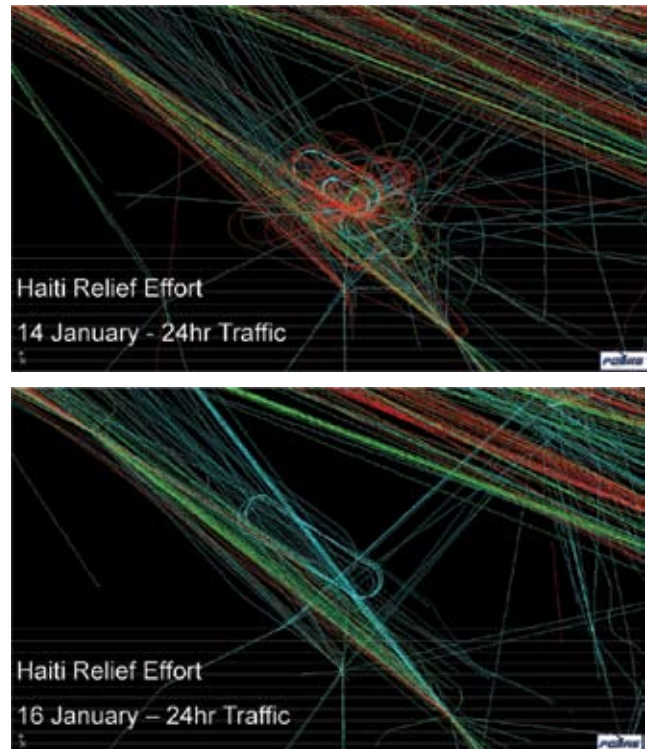 Haiti Relief Effort
14 January - 24hr Traffic
Haiti Relief Effort
16 January – 24hr Traffic